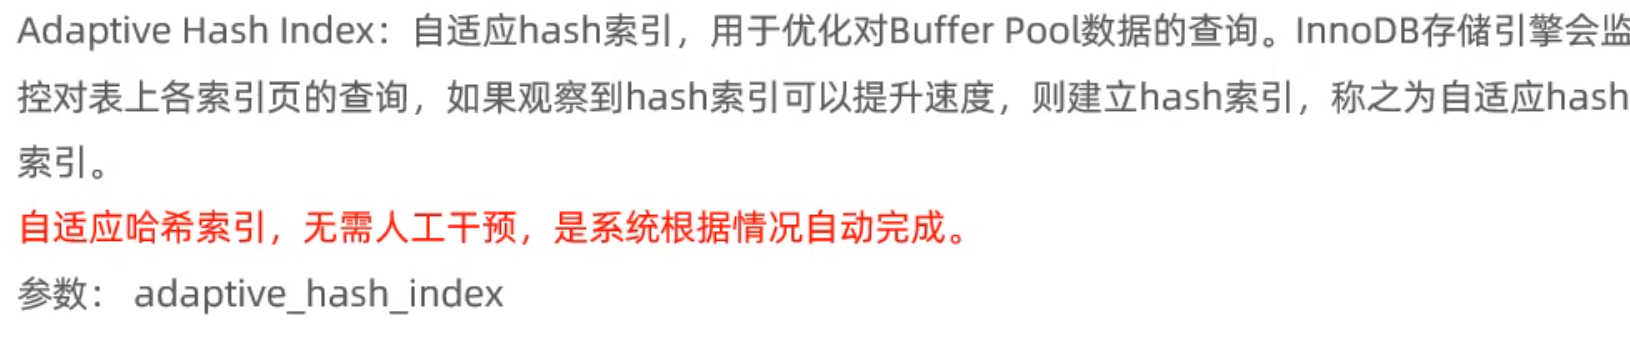 Adaptive Hash Index：自适应hash索引，用于优化对Buffer Pool数据的查询。InnoDB存储引擎会监
控对表上各索引页的查询，如果观察到hash索引可以提升速度，则建立hash索引，称之为自适应hash
索引。
自适应哈希索引，无需人工干预，是系统根据情况自动完成。
参数： adaptive_hash_index